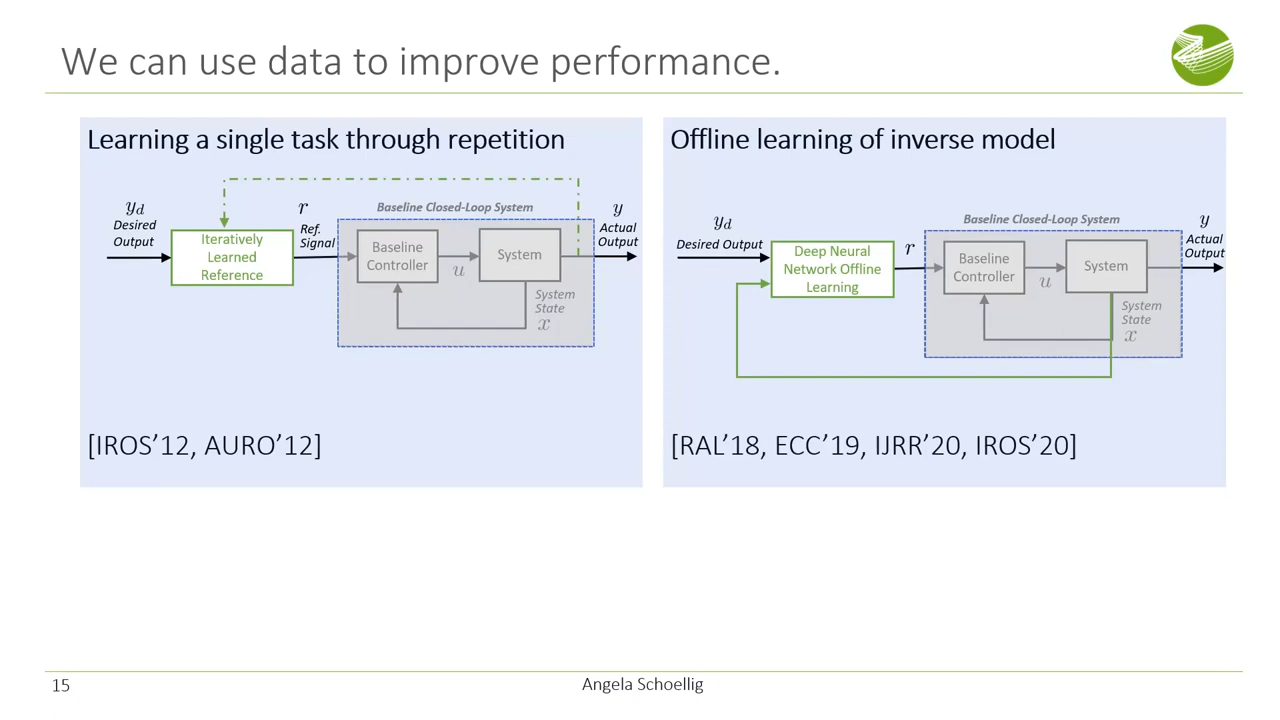 We can use data to improve performance.
Learning a single task through repetition
y_d
Desired
Output
Iteratively
Learned
Reference
r
Ref.
Signal
Baseline Closed-Loop System
Baseline
Controller
u
System
System
State
x
y
Actual
Output
[IROS’12, AURO’12]
Offline learning of inverse model
y_d
Desired Output
Deep Neural
Network Offline
Learning
r
Baseline Closed-Loop System
Baseline
Controller
u
System
System
State
x
y
Actual
Output
[RAL’18, ECC’19, IJRR’20, IROS’20]
15
Angela Schoellig